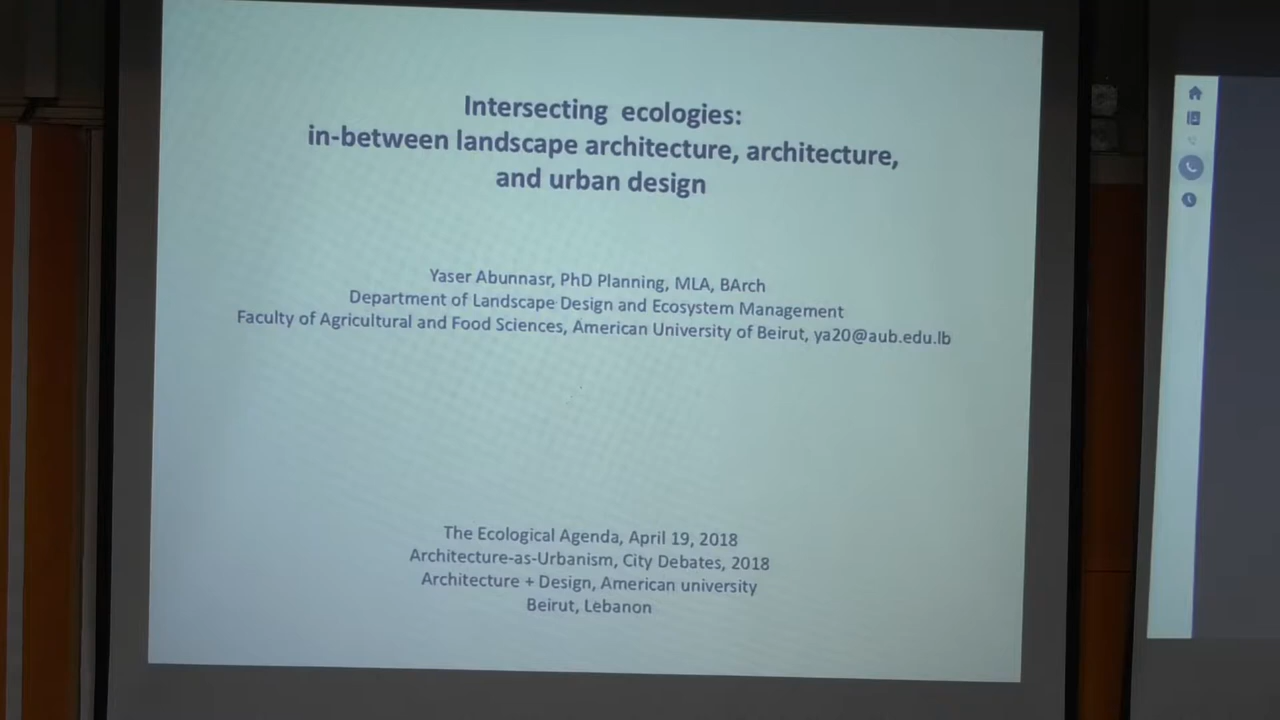 Intersecting ecologies:
in-between landscape architecture, architecture,
and urban design
Yaser Abunnasr, PhD Planning, MLA, BArch
Department of Landscape Design and Ecosystem Management
Faculty of Agricultural and Food Sciences, American University of Beirut, ya20@aub.edu.lb
The Ecological Agenda, April 19, 2018
Architecture-as-Urbanism, City Debates, 2018
Architecture + Design, American university
Beirut, Lebanon